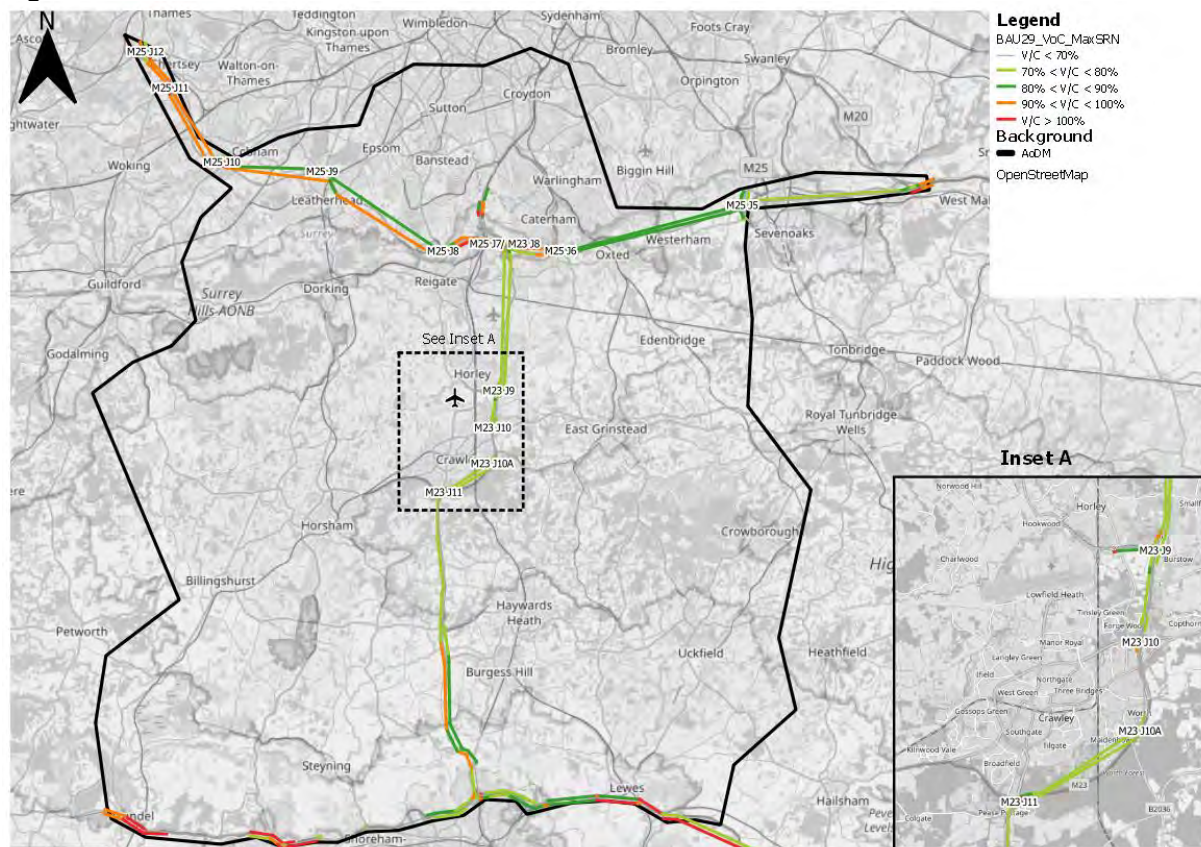 N
Thames
Teddington
Wimbledon
Sydenham
Foots Cray
Kingston upon
Thames
Bromley
Swanley
M25 J12
Walton-on-
Thames
Orpington
M25 J11
Croydon
Sutton
M20
Epsom
Banstead
Biggin Hill
M25
Woking
M25 J10
M25 J9
Warlingham
Leatherhead
Caterham
M25 J5
West Mal
Sevenoaks
Surrey
M25 J8
M25 J7/
M23 J8
M25 J6
Oxted
Westerham
Reigate
Guildford
Dorking
Surrey
Hills AONB
See Inset A
Godalming
Edenbridge
Tonbridge
Paddock Wood
Horley
M23 J9
M23 J10
East Grinstead
Royal Tunbridge
Wells
M23 J10A
M23 J11
Horsham
Crowborough
Billingshurst
Haywards
Heath
Petworth
Uckfield
Heathfield
Burgess Hill
Steyning
Lewes
Hailsham
Shoreham-
Legend
BAU29_VoC_MaxSRN
V/C < 70%
70% < V/C < 80%
80% < V/C < 90%
90% < V/C < 100%
V/C > 100%
Background
AoDM
OpenStreetMap
Inset A
Norwood Hill
Horley
Hookwood
M23 J9
Burstow
Charlwood
Lowfield Heath
Tinsley Green
Forge Wood
Copthorn
Manor Royal
M23 J10
Langley Green
Ifield
Northgate
West Green
Three Bridges
Gossops Green
Crawley
Worth
Southgate
M23 J10A
Tilgate
Broadfield
M23
M23 J11
Pease Pottage
Colgate
B2036